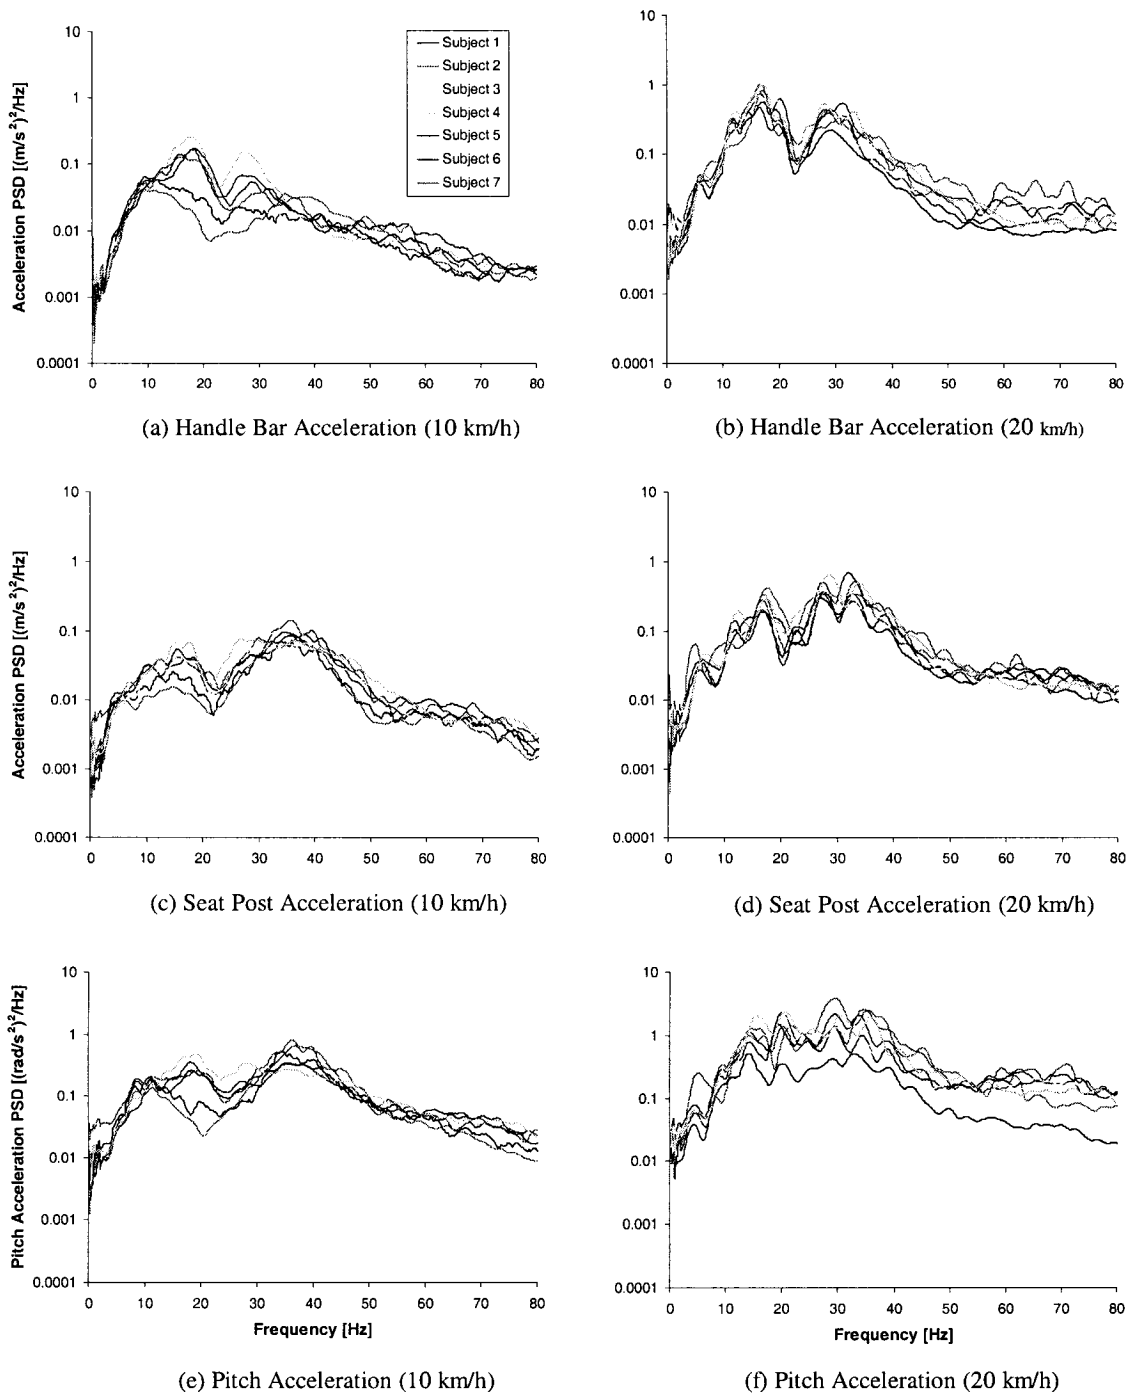 10
1
0.1
0.01
0.001
0.0001
Acceleration PSD [(m/s²)²/Hz]
Subject 1
Subject 2
Subject 3
Subject 4
Subject 5
Subject 6
Subject 7
0 10 20 30 40 50 60 70 80
(a) Handle Bar Acceleration (10 km/h)
10
1
0.1
0.01
0.001
0.0001
0 10 20 30 40 50 60 70 80
(b) Handle Bar Acceleration (20 km/h)
10
1
0.1
0.01
0.001
0.0001
Acceleration PSD [(m/s²)²/Hz]
0 10 20 30 40 50 60 70 80
(c) Seat Post Acceleration (10 km/h)
10
1
0.1
0.01
0.001
0.0001
0 10 20 30 40 50 60 70 80
(d) Seat Post Acceleration (20 km/h)
10
1
0.1
0.01
0.001
0.0001
Pitch Acceleration PSD [(rad/s²)²/Hz]
0 10 20 30 40 50 60 70 80
Frequency [Hz]
(e) Pitch Acceleration (10 km/h)
10
1
0.1
0.01
0.001
0.0001
0 10 20 30 40 50 60 70 80
Frequency [Hz]
(f) Pitch Acceleration (20 km/h)